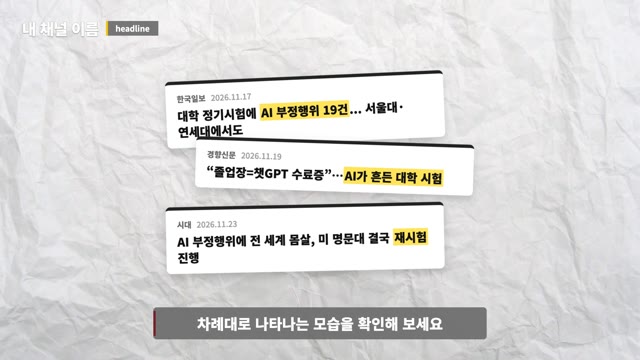 내 채널 이름 headline
한국일보 2026.11.17
대학 정기시험에 AI 부정행위 19건... 서울대·
연세대에서도
경향신문 2026.11.19
“졸업장=챗GPT 수료증”…AI가 흔든 대학 시험
시대 2026.11.23
AI 부정행위에 전 세계 몸살, 미 명문대 결국 재시험
진행
차례대로 나타나는 모습을 확인해 보세요